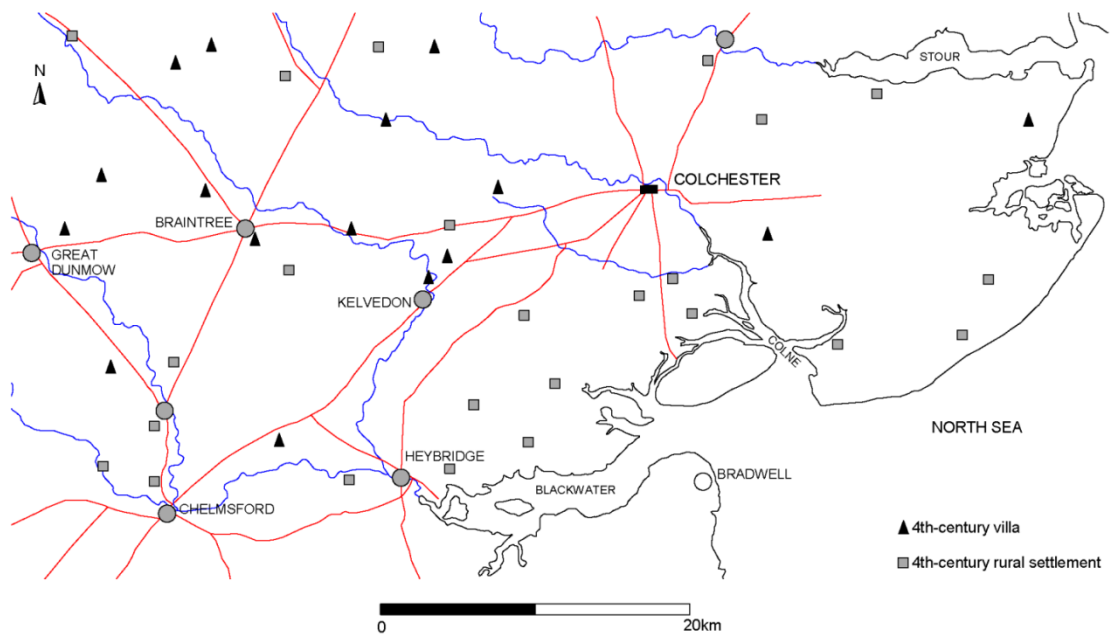 STOUR
N
COLCHESTER
BRAINTREE
GREAT
DUNMOW
KELVEDON
COLNE
NORTH SEA
HEYBRIDGE
BRADWELL
BLACKWATER
CHELMSFORD
4th-century villa
4th-century rural settlement
0
20km